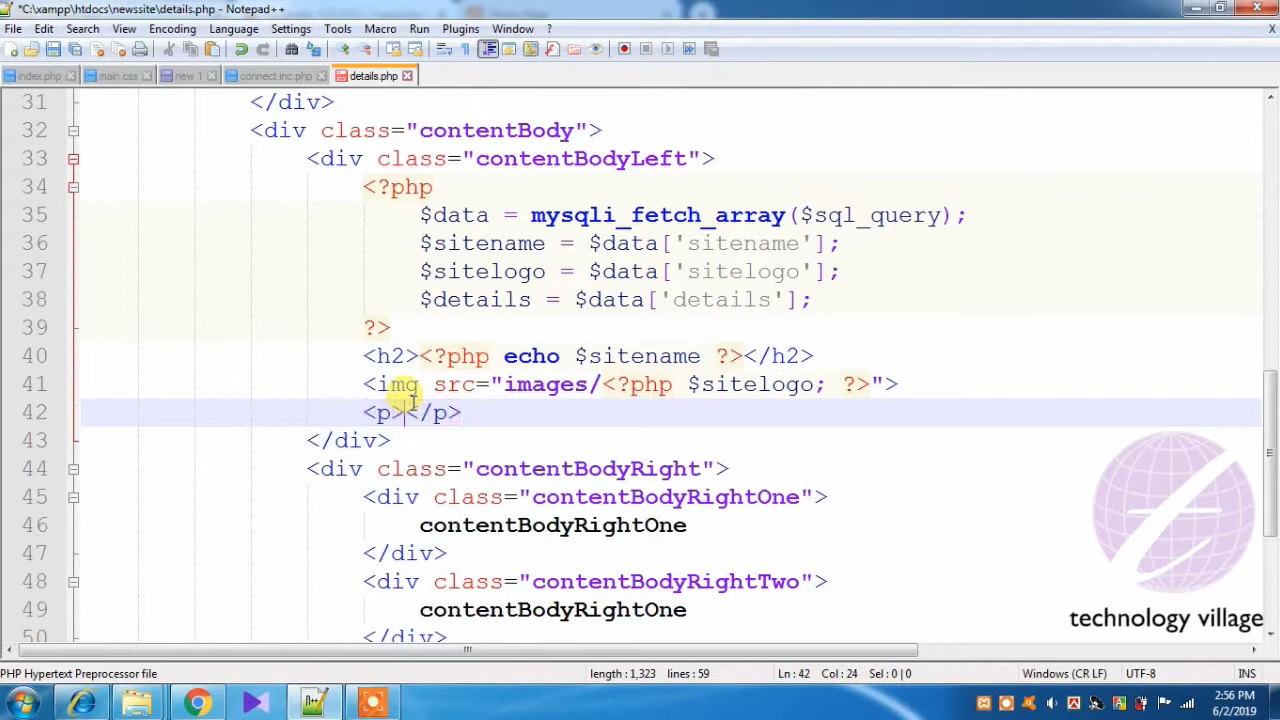 *C:\xampp\htdocs\newssite\details.php - Notepad++
File Edit Search View Encoding Language Settings Tools Macro Run Plugins Window ? X
index.php main.css new 1 connect.inc.php details.php
31 </div>
32 <div class="contentBody">
33 <div class="contentBodyLeft">
34 <?php
35 $data = mysqli_fetch_array($sql_query);
36 $sitename = $data['sitename'];
37 $sitelogo = $data['sitelogo'];
38 $details = $data['details'];
39 ?>
40 <h2><?php echo $sitename ?></h2>
41 <img src="images/<?php $sitelogo; ?>">
42 <p></p>
43 </div>
44 <div class="contentBodyRight">
45 <div class="contentBodyRightOne">
46 contentBodyRightOne
47 </div>
48 <div class="contentBodyRightTwo">
49 contentBodyRightOne
50 </div>
technology village
PHP Hypertext Preprocessor file length : 1,323 lines : 59 Ln : 42 Col : 24 Sel : 0 | 0 Windows (CR LF) UTF-8 INS
2:56 PM
6/2/2019